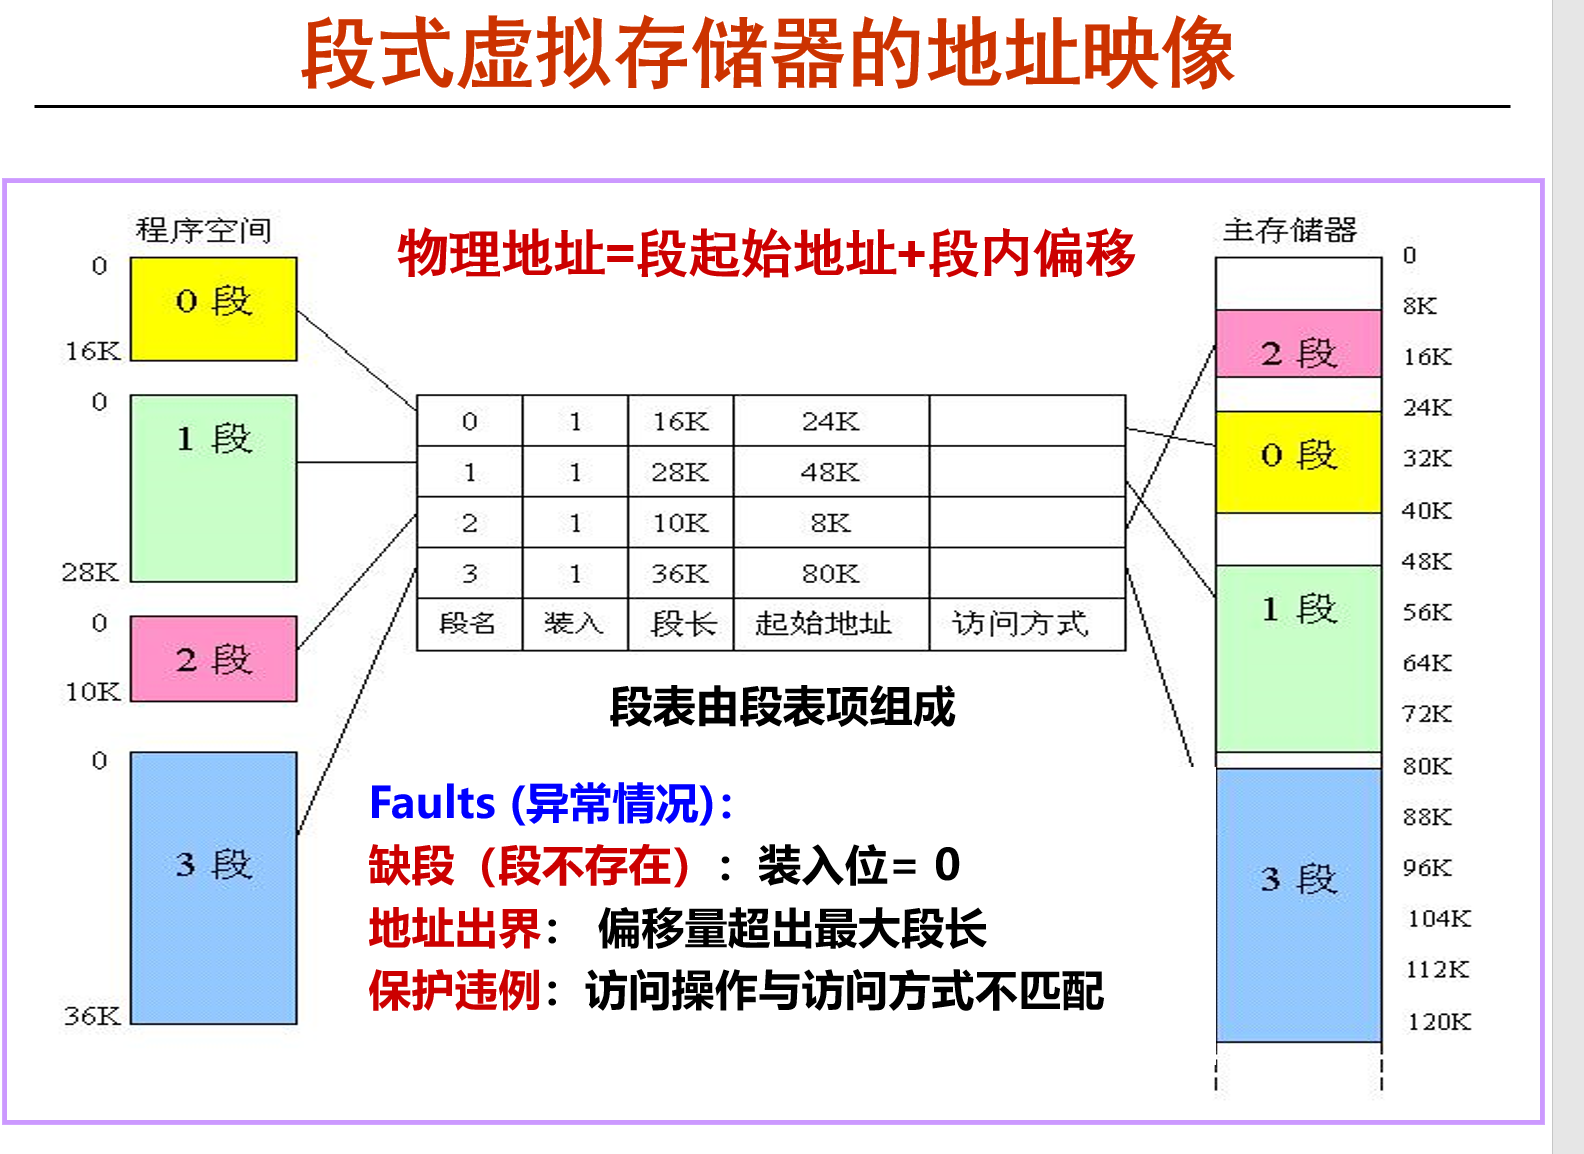 段式虚拟存储器的地址映像
程序空间
物理地址=段起始地址+段内偏移
主存储器
0
0 段
16K
0
1 段
28K
0
2 段
10K
0
3 段
36K
0 1 16K 24K
1 1 28K 48K
2 1 10K 8K
3 1 36K 80K
段名 装入 段长 起始地址 访问方式
段表由段表项组成
Faults (异常情况)：
缺段（段不存在）：装入位= 0
地址出界： 偏移量超出最大段长
保护违例：访问操作与访问方式不匹配
0
8K
2 段
16K
24K
0 段
32K
40K
48K
1 段
56K
64K
72K
80K
88K
96K
3 段
104K
112K
120K